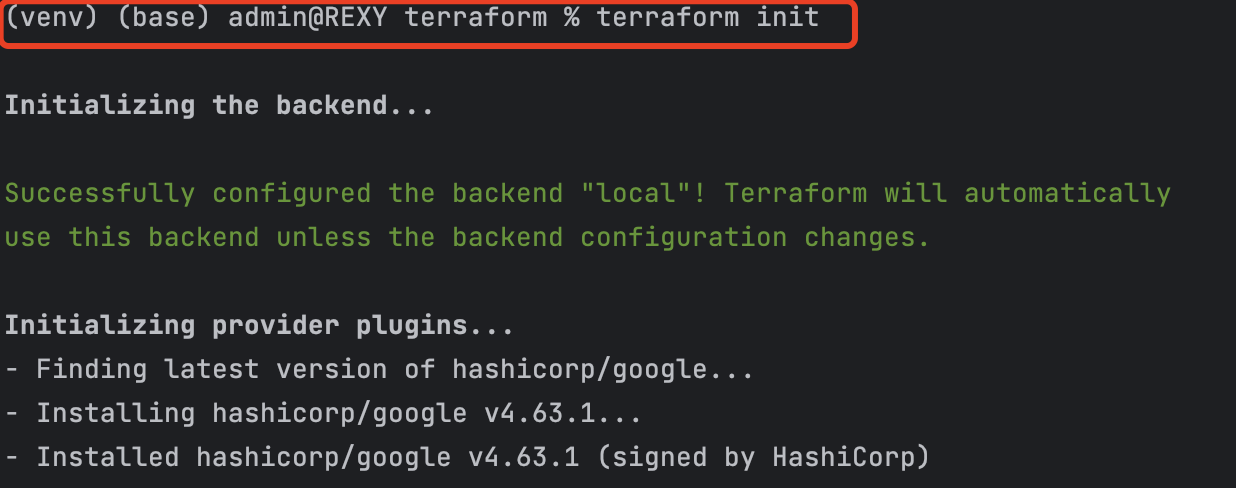 (venv) (base) admin@REXY terraform % terraform init
Initializing the backend...
Successfully configured the backend "local"! Terraform will automatically
use this backend unless the backend configuration changes.
Initializing provider plugins...
- Finding latest version of hashicorp/google...
- Installing hashicorp/google v4.63.1...
- Installed hashicorp/google v4.63.1 (signed by HashiCorp)